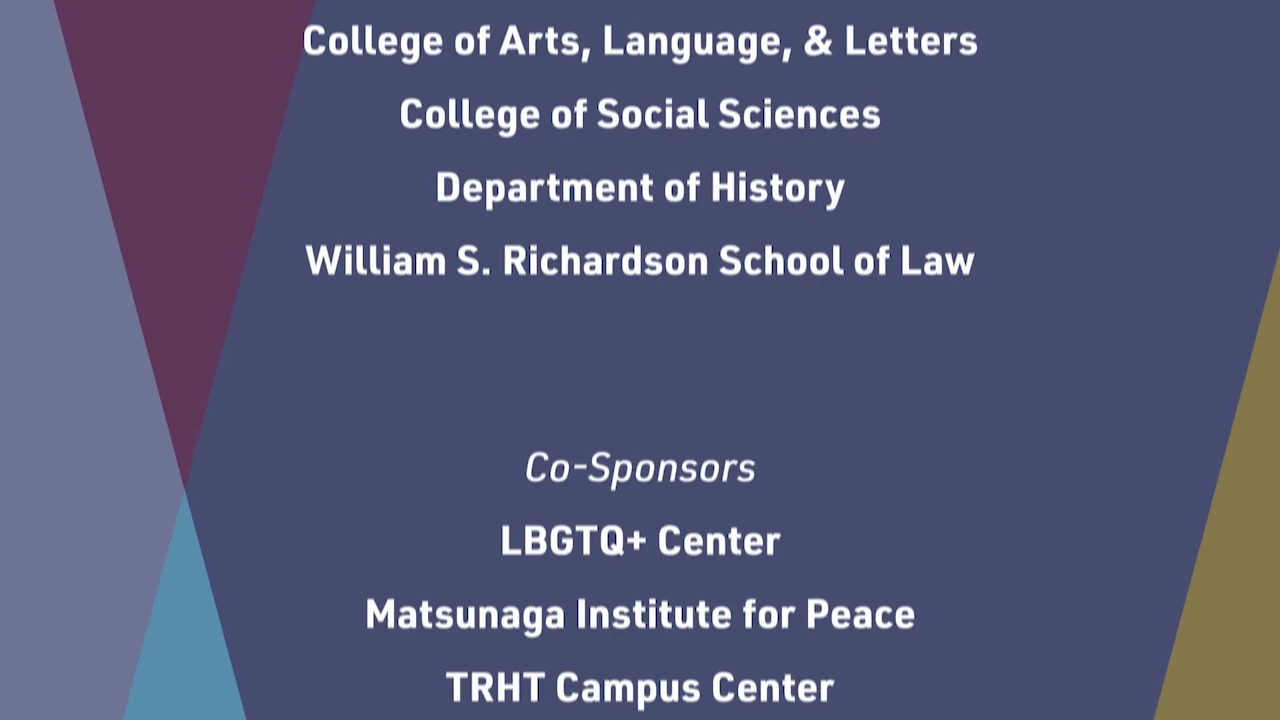 College of Arts, Language, & Letters
College of Social Sciences
Department of History
William S. Richardson School of Law
Co-Sponsors
LBGTQ+ Center
Matsunaga Institute for Peace
TRHT Campus Center